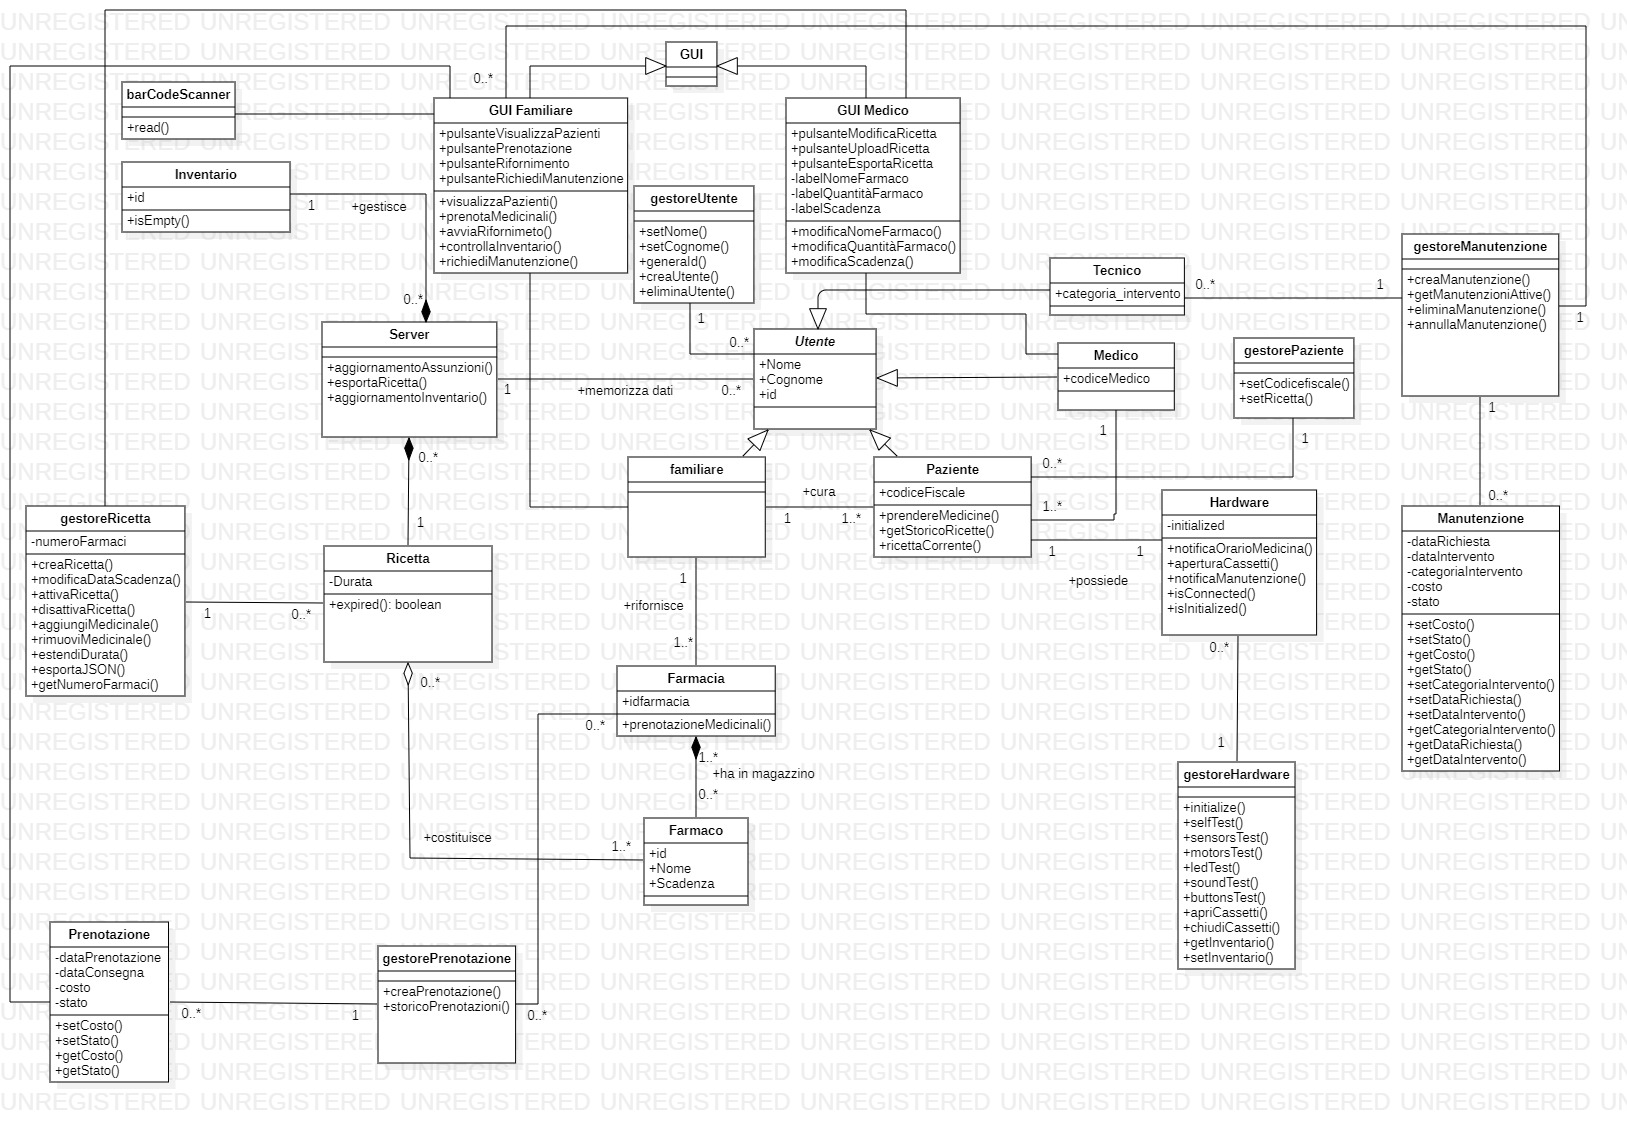 GUI
0..*
barCodeScanner
+read()
GUI Familiare
+pulsanteVisualizzaPazienti
+pulsantePrenotazione
+pulsanteRifornimento
+pulsanteRichiediManutenzione
+visualizzaPazienti()
+prenotaMedicinali()
+avviaRifornimeto()
+controllaInventario()
+richiediManutenzione()
GUI Medico
+pulsanteModificaRicetta
+pulsanteUploadRicetta
+pulsanteEsportaRicetta
-labelNomeFarmaco
-labelQuantitàFarmaco
-labelScadenza
+modificaNomeFarmaco()
+modificaQuantitàFarmaco()
+modificaScadenza()
Inventario
+id
+isEmpty()
1
+gestisce
0..*
gestoreUtente
+setNome()
+setCognome()
+generaId()
+creaUtente()
+eliminaUtente()
1
0..*
Tecnico
+categoria_intervento
0..*
1
gestoreManutenzione
+creaManutenzione()
+getManutenzioniAttive()
+eliminaManutenzione()
+annullaManutenzione()
1
1
Server
+aggiornamentoAssunzioni()
+esportaRicetta()
+aggiornamentoInventario()
1
+memorizza dati
0..*
Utente
+Nome
+Cognome
+id
Medico
+codiceMedico
1
gestorePaziente
+setCodicefiscale()
+setRicetta()
1
0..*
1
familiare
+cura
1
1..*
Paziente
+codiceFiscale
+prendereMedicine()
+getStoricoRicette()
+ricettaCorrente()
0..*
1..*
1
1
+possiede
Hardware
-initialized
+notificaOrarioMedicina()
+aperturaCassetti()
+notificaManutenzione()
+isConnected()
+isInitialized()
0..*
1
0..*
Manutenzione
-dataRichiesta
-dataIntervento
-categoriaIntervento
-costo
-stato
+setCosto()
+setStato()
+getCosto()
+getStato()
+setCategoriaIntervento()
+setDataRichiesta()
+setDataIntervento()
+getCategoriaIntervento()
+getDataRichiesta()
+getDataIntervento()
gestoreRicetta
-numeroFarmaci
+creaRicetta()
+modificaDataScadenza()
+attivaRicetta()
+disattivaRicetta()
+aggiungiMedicinale()
+rimuoviMedicinale()
+estendiDurata()
+esportaJSON()
+getNumeroFarmaci()
1
0..*
Ricetta
-Durata
+expired(): boolean
0..*
1
+rifornisce
1..*
Farmacia
+idfarmacia
+prenotazioneMedicinali()
0..*
1..*
+ha in magazzino
0..*
+costituisce
1..*
Farmaco
+id
+Nome
+Scadenza
gestoreHardware
+initialize()
+selfTest()
+sensorsTest()
+motorsTest()
+ledTest()
+soundTest()
+buttonsTest()
+apriCassetti()
+chiudiCassetti()
+getInventario()
+setInventario()
Prenotazione
-dataPrenotazione
-dataConsegna
-costo
-stato
+setCosto()
+setStato()
+getCosto()
+getStato()
0..*
1
gestorePrenotazione
+creaPrenotazione()
+storicoPrenotazioni()
0..*
UNREGISTERED